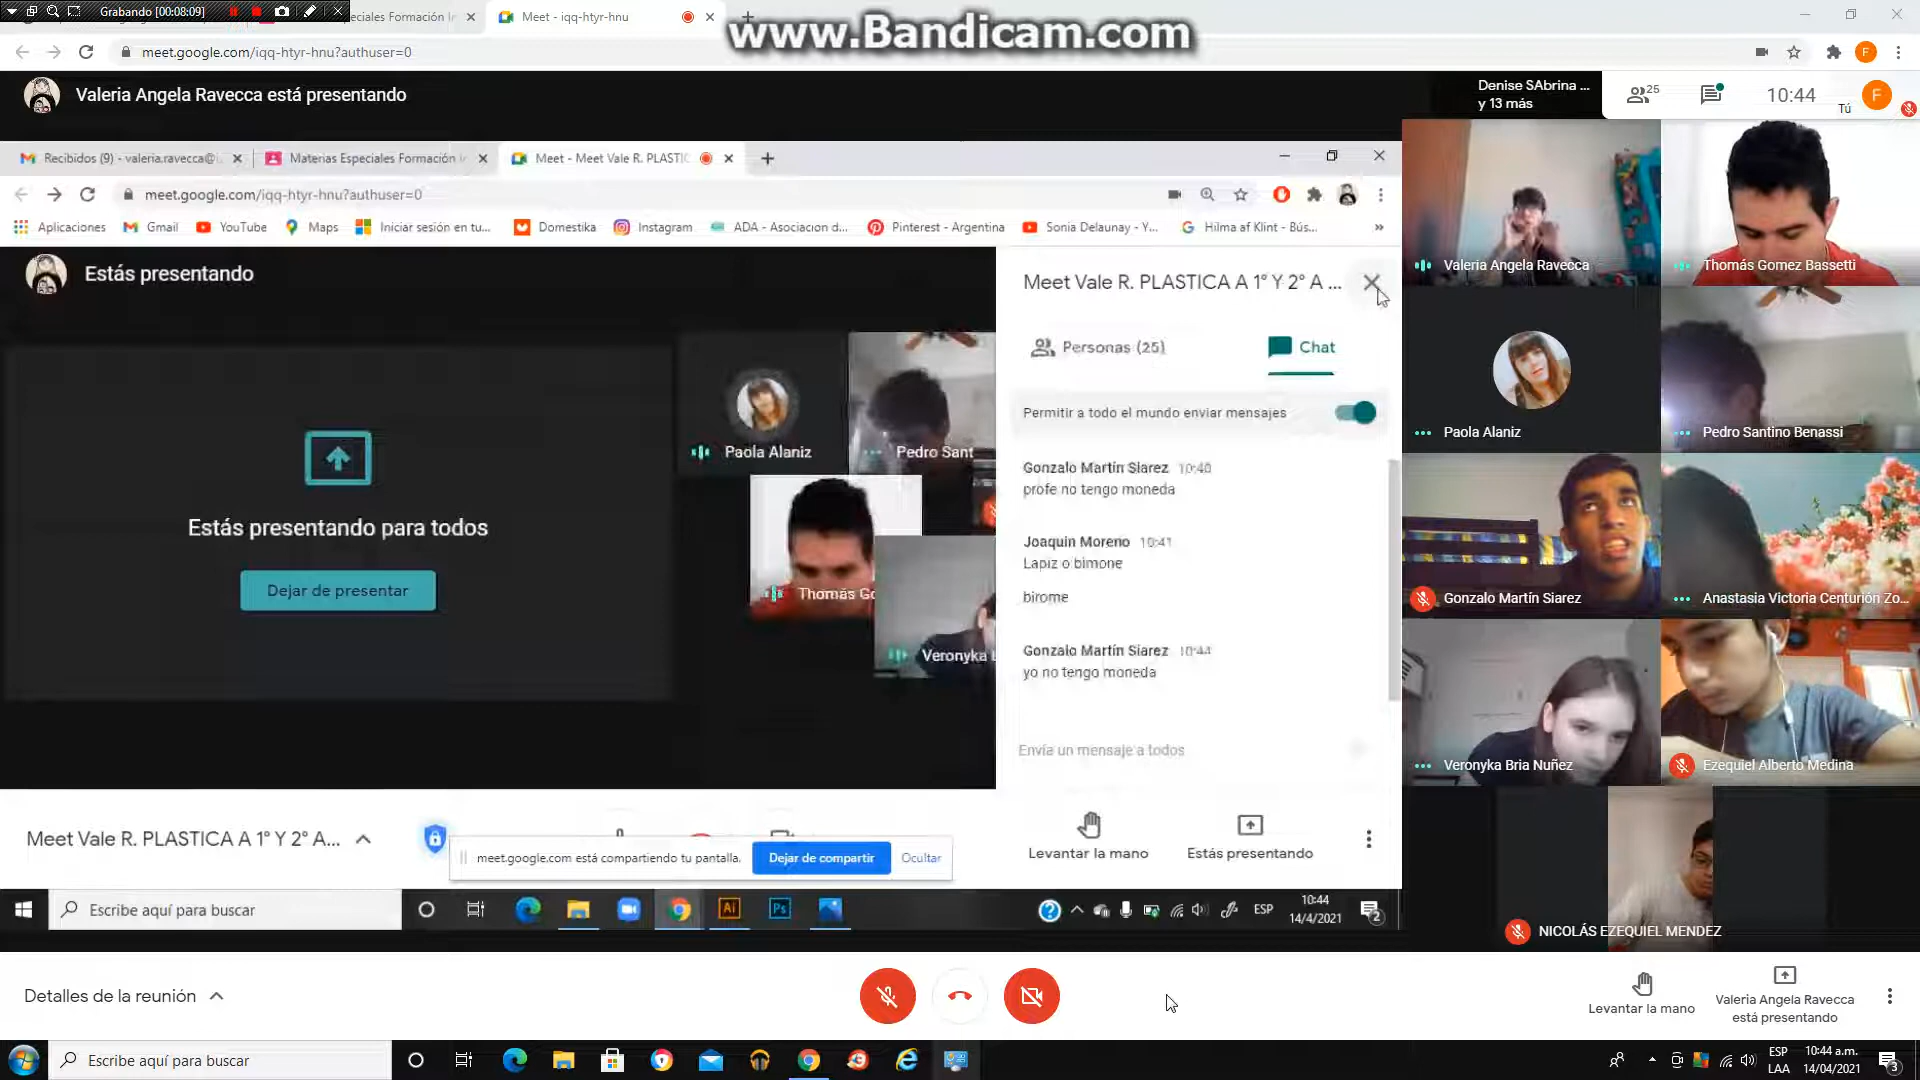 Grabando [00:08:09]
Especiales Formación
Meet - iqq-htyr-hnu
www.Bandicam.com
meet.google.com/iqq-htyr-hnu?authuser=0
F
Valeria Angela Ravecca está presentando
Denise SAbrina ...
y 13 más
25
10:44
Tú
F
Recibidos (9) - valeria.ravecca@
Materias Especiales Formación
Meet - Meet Vale R. PLASTIC
meet.google.com/iqq-htyr-hnu?authuser=0
Aplicaciones
Gmail
YouTube
Maps
Iniciar sesión en tu...
Domestika
Instagram
ADA - Asociacion d...
Pinterest - Argentina
Sonia Delaunay - Y...
Hilma af Klint - Bús...
»
Estás presentando
Meet Vale R. PLASTICA A 1° Y 2° A ...
Personas (25)
Chat
Permitir a todo el mundo enviar mensajes
Gonzalo Martín Siarez 10:40
profe no tengo moneda
Joaquin Moreno 10:41
Lapiz o bimone
birome
Gonzalo Martín Siarez 10:44
yo no tengo moneda
Envía un mensaje a todos
Estás presentando para todos
Dejar de presentar
Paola Alaniz
Pedro Sant
Thomás Go
Veronyka
Valeria Angela Ravecca
Thomás Gomez Bassetti
Paola Alaniz
Pedro Santino Benassi
Gonzalo Martín Siarez
Anastasia Victoria Centurión Zo...
Veronyka Bria Nuñez
Ezequiel Alberto Medina
NICOLÁS EZEQUIEL MENDEZ
Meet Vale R. PLASTICA A 1° Y 2° A...
meet.google.com está compartiendo tu pantalla.
Dejar de compartir
Ocultar
Levantar la mano
Estás presentando
Escribe aquí para buscar
Ai
Ps
ESP
10:44
14/4/2021
2
Detalles de la reunión
Levantar la mano
Valeria Angela Ravecca
está presentando
Escribe aquí para buscar
ESP
LAA
10:44 a.m.
14/04/2021
3